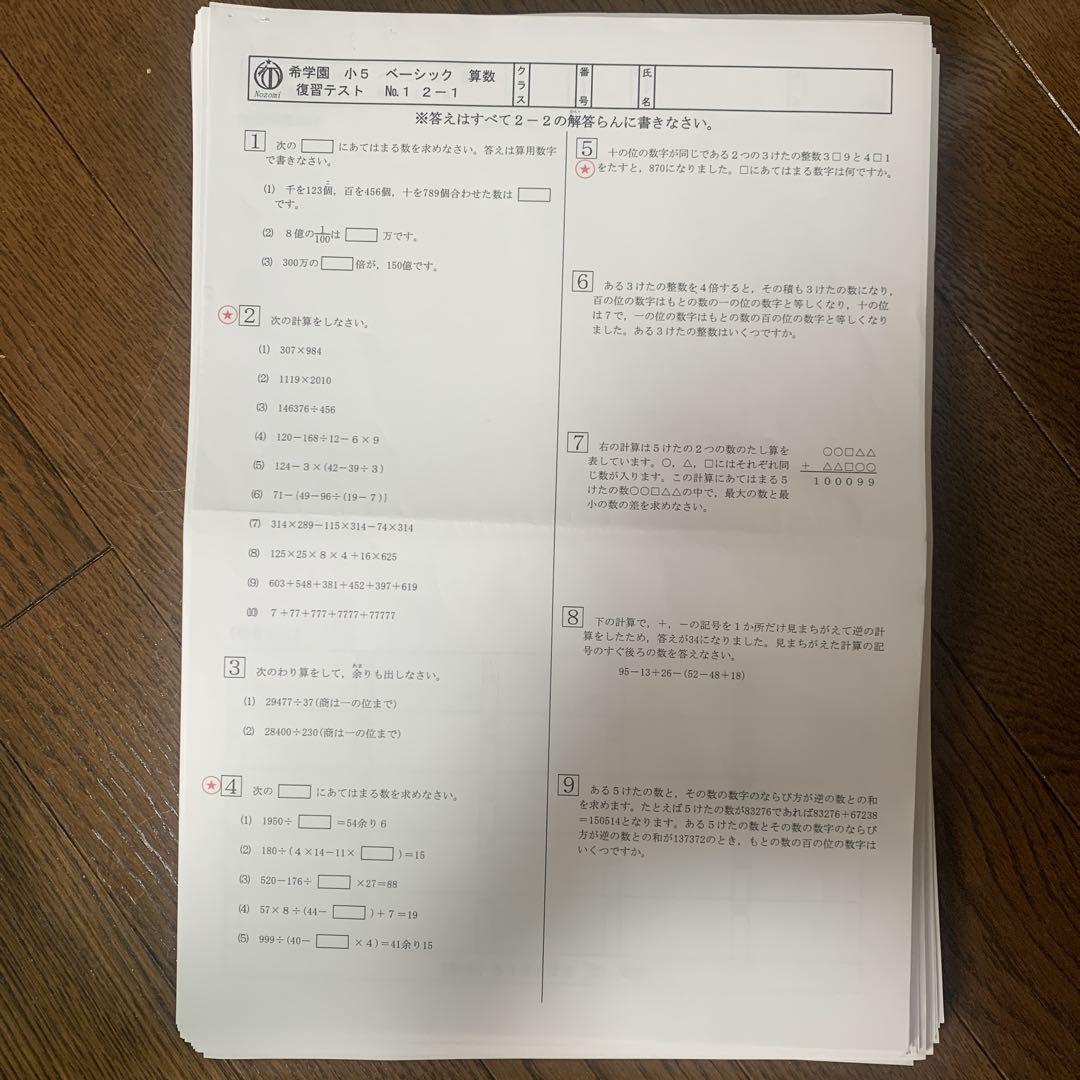 希学園 小5 ベーシック 算数
復習テスト №1 2-1
Nozomi
クラス
番号
氏名
※答えはすべて2-2の解答らんに書きなさい。
1 次の□にあてはまる数を求めなさい。答えは算用数字
で書きなさい。
(1) 千を123個,百を456個,十を789個合わせた数は□
です。
(2) 8億の1/100は□万です。
(3) 300万の□倍が,150億です。
★2 次の計算をしなさい。
(1) 307×984
(2) 1119×2010
(3) 146376÷456
(4) 120-168÷12-6×9
(5) 124-3×(42-39÷3)
(6) 71-{49-96÷(19-7)}
(7) 314×289-115×314-74×314
(8) 125×25×8×4+16×625
(9) 603+548+381+452+397+619
(10) 7+77+777+7777+77777
3 次のわり算をして,余りも出しなさい。
(1) 29477÷37(商は一の位まで)
(2) 28400÷230(商は一の位まで)
★4 次の□にあてはまる数を求めなさい。
(1) 1950÷□=54余り6
(2) 180÷(4×14-11×□)=15
(3) 520-176÷□×27=88
(4) 57×8÷(44-□)+7=19
(5) 999÷(40-□×4)=41余り15
5 十の位の数字が同じである2つの3けたの整数3□9と4□1
★をたすと,870になりました。□にあてはまる数字は何ですか。
6 ある3けたの整数を4倍すると,その積も3けたの数になり,
百の位の数字はもとの数の一の位の数字と等しくなり,十の位
は7で,一の位の数字はもとの数の百の位の数字と等しくなり
ました。ある3けたの整数はいくつですか。
7 右の計算は5けたの2つの数のたし算を
表しています。○,△,□にはそれぞれ同
じ数が入ります。この計算にあてはまる5
けたの数○○□△△の中で,最大の数と最
小の数の差を求めなさい。
○○□△△
+ △△□○○
100099
8 下の計算で,+,-の記号を1か所だけ見まちがえて逆の計
算をしたため,答えが34になりました。見まちがえた計算の記
号のすぐ後ろの数を答えなさい。
95-13+26-(52-48+18)
9 ある5けたの数と,その数の数字のならび方が逆の数との和
を求めます。たとえば5けたの数が83276であれば83276+67238
=150514となります。ある5けたの数とその数の数字のならび
方が逆の数との和が137372のとき,もとの数の百の位の数字は
いくつですか。